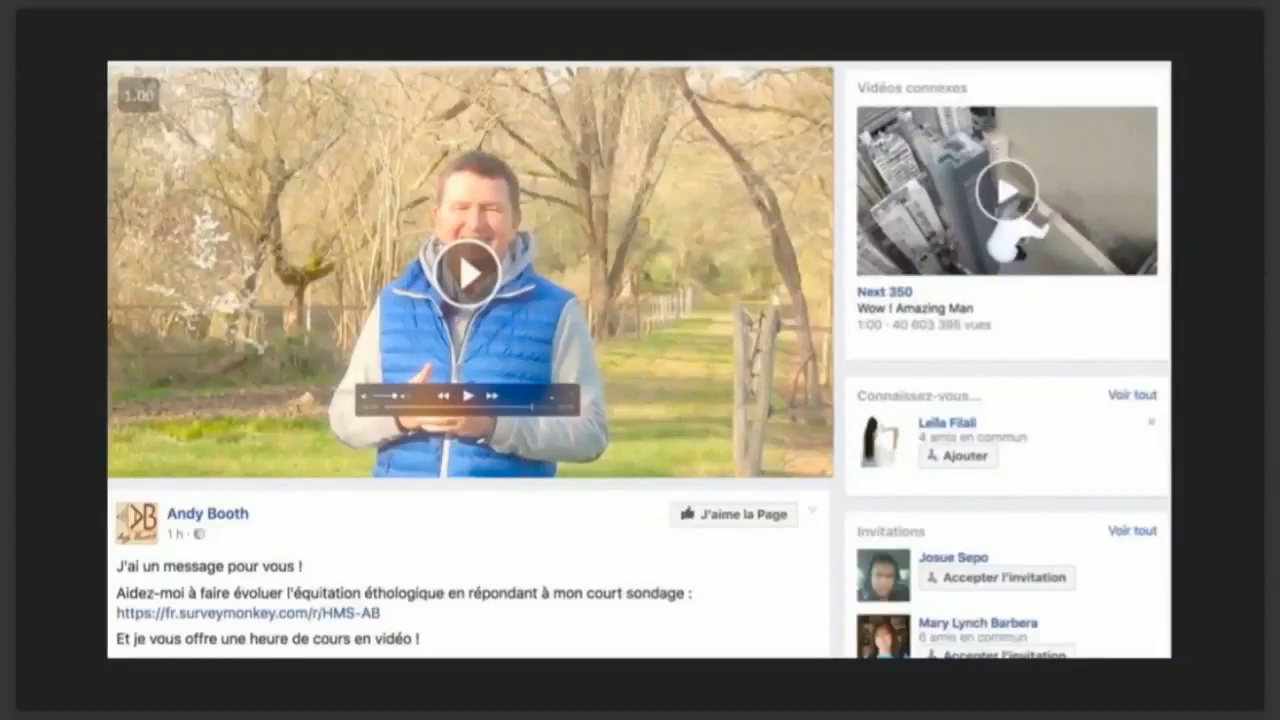 1.00
Andy Booth
1 h ·
J'aime la Page
J'ai un message pour vous !
Aidez-moi à faire évoluer l'équitation éthologique en répondant à mon court sondage :
https://fr.surveymonkey.com/r/HMS-AB
Et je vous offre une heure de cours en vidéo !
Vidéos connexes
Next 350
Wow ! Amazing Man
1:00 · 40 603 395 vues
Connaissez-vous... Voir tout
Leila Filali
4 amis en commun
Ajouter
Invitations Voir tout
Josue Sepo
Accepter l'invitation
Mary Lynch Barbera
6 amis en commun
Accepter l'invitation